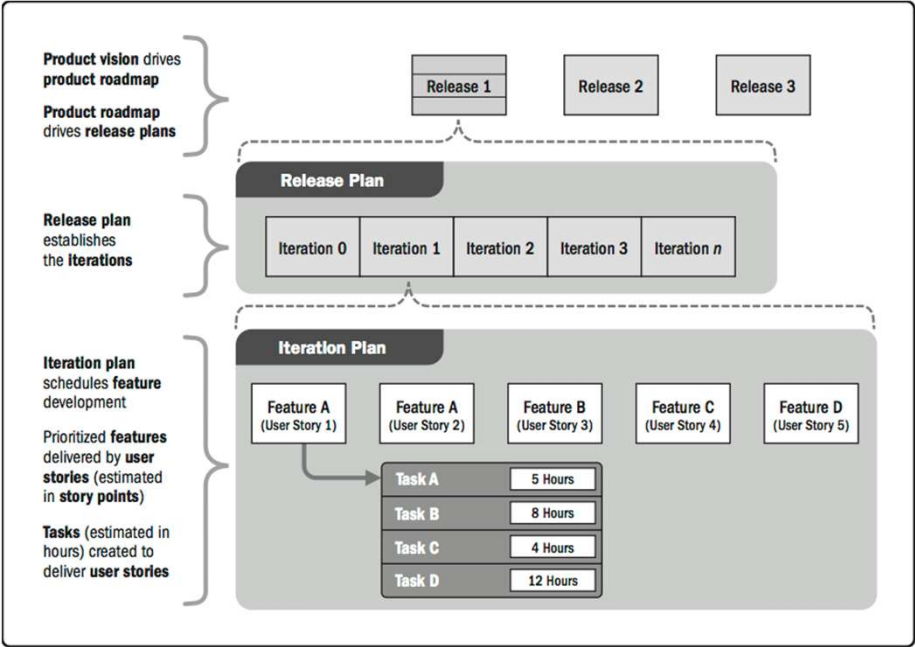 Product vision drives
product roadmap
Product roadmap
drives release plans
Release 1
Release 2
Release 3
Release Plan
Release plan
establishes
the iterations
Iteration 0
Iteration 1
Iteration 2
Iteration 3
Iteration n
Iteration Plan
Iteration plan
schedules feature
development
Prioritized features
delivered by user
stories (estimated
in story points)
Tasks (estimated in
hours) created to
deliver user stories
Feature A
(User Story 1)
Feature A
(User Story 2)
Feature B
(User Story 3)
Feature C
(User Story 4)
Feature D
(User Story 5)
Task A
5 Hours
Task B
8 Hours
Task C
4 Hours
Task D
12 Hours